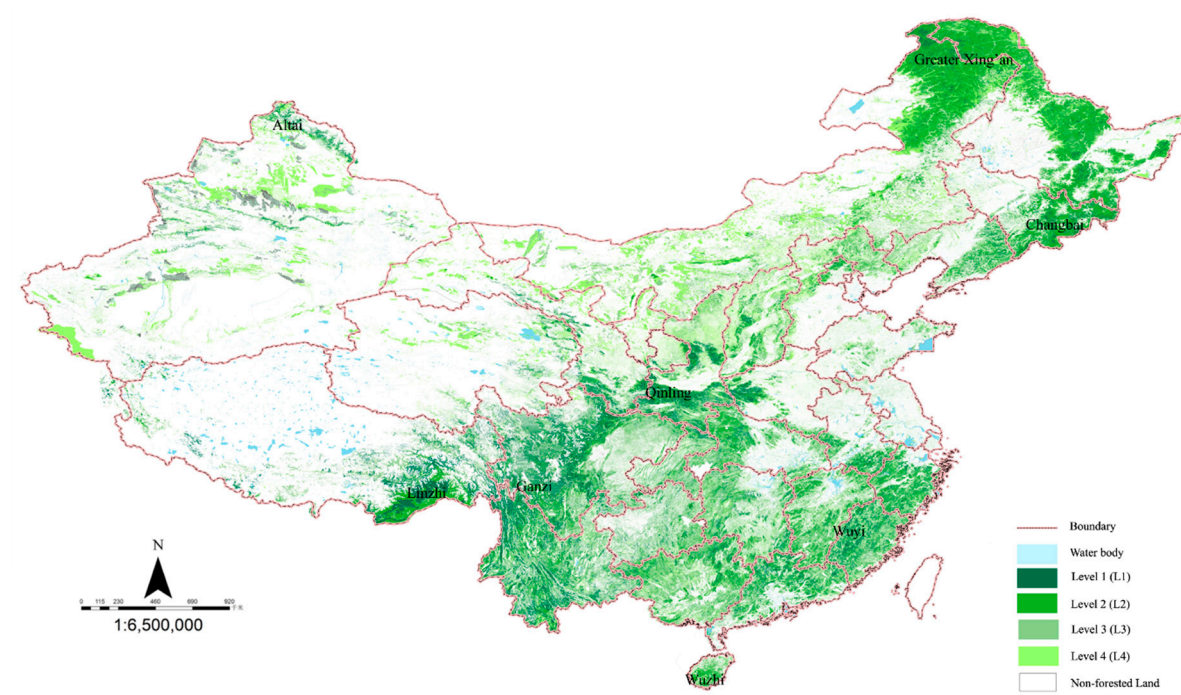 Greater Xing'an
Altai
Changbai
Qinling
Linzhi
Ganzi
Wuyi
Wuzhi
N
0 115 230 460 690 920 千米
1:6,500,000
Boundary
Water body
Level 1 (L1)
Level 2 (L2)
Level 3 (L3)
Level 4 (L4)
Non-forested Land